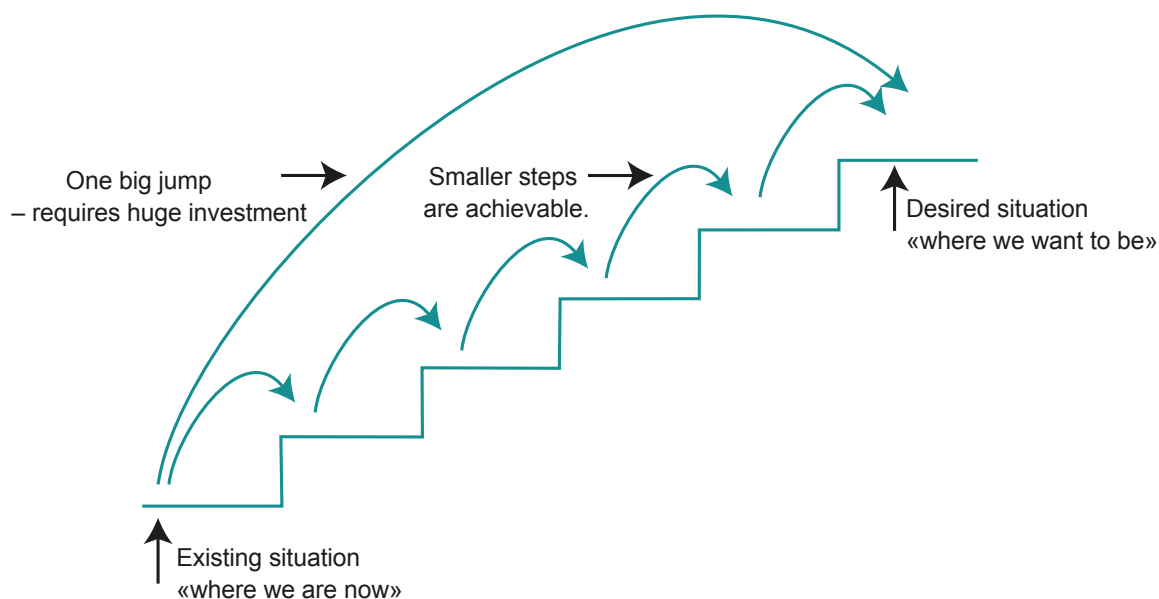 One big jump
– requires huge investment
Smaller steps
are achievable.
Desired situation
«where we want to be»
Existing situation
«where we are now»